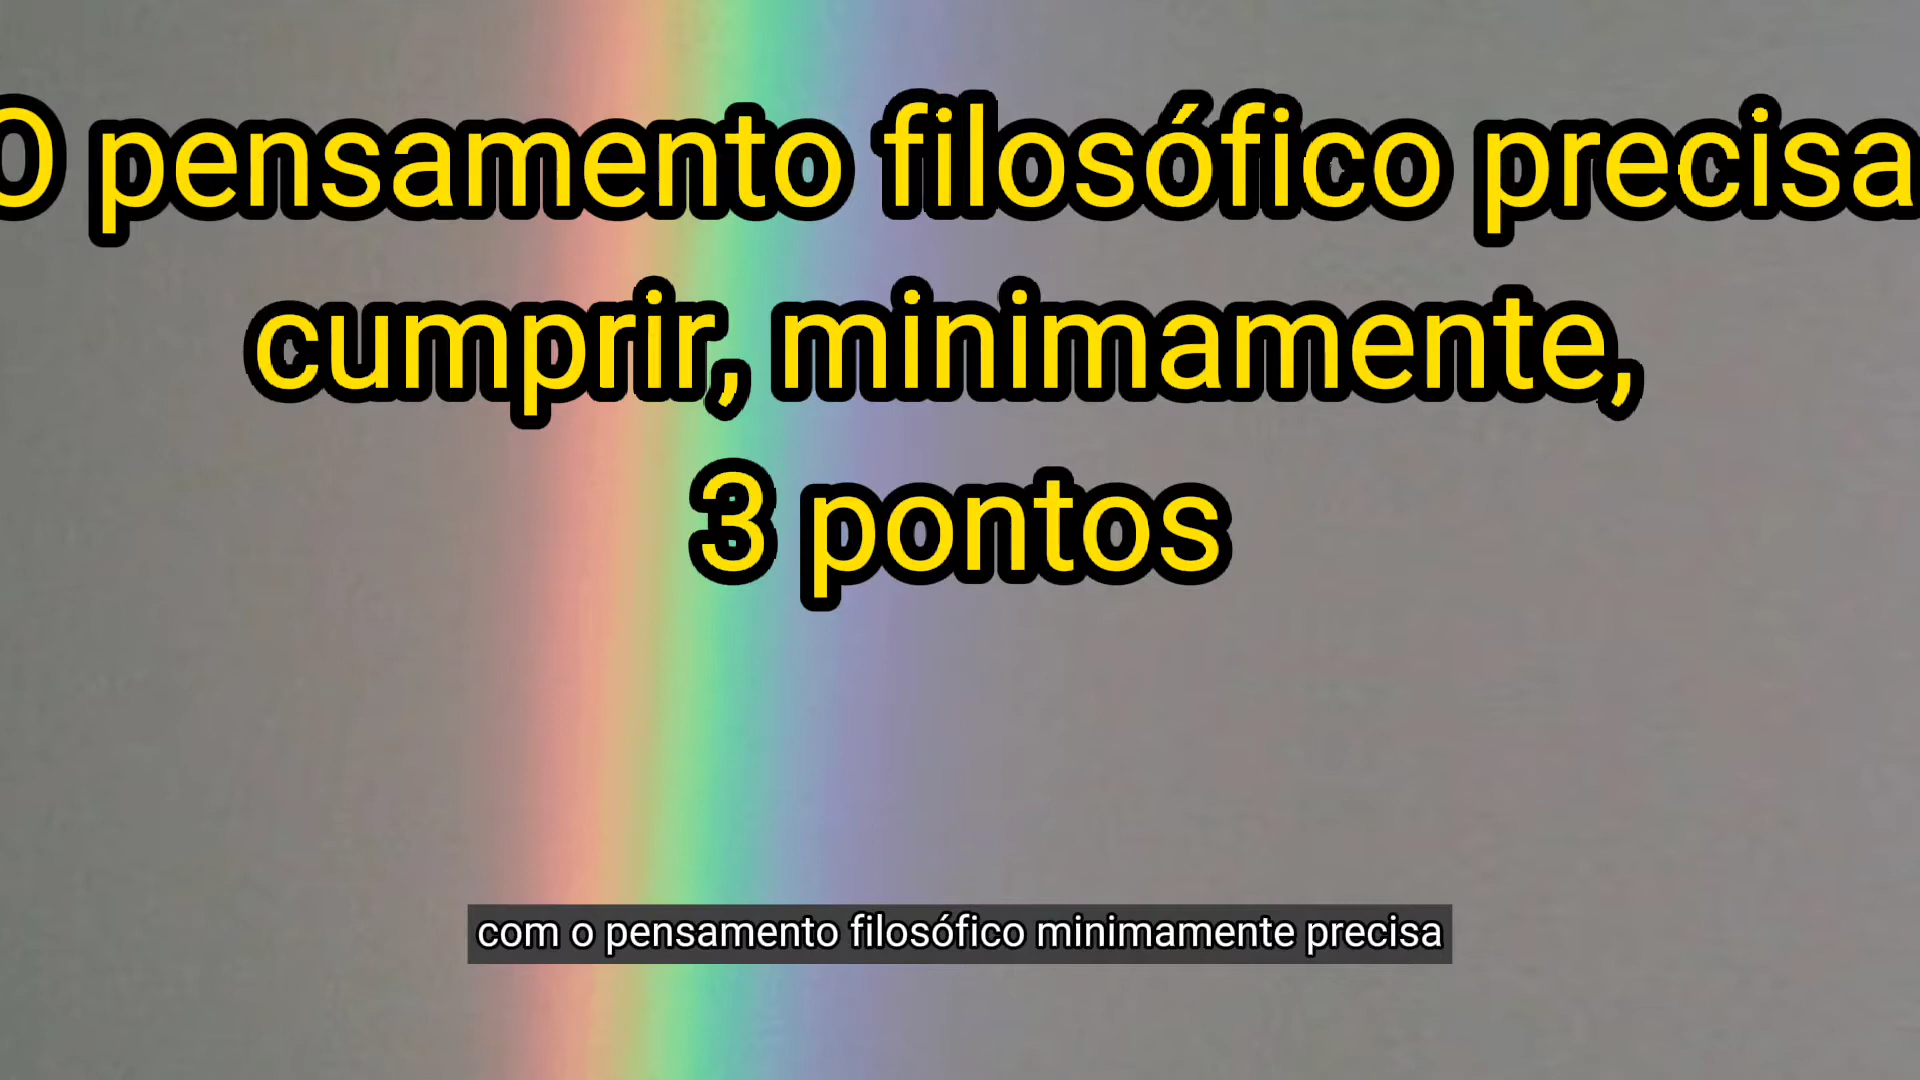 O pensamento filosófico precisa
cumprir, minimamente,
3 pontos
com o pensamento filosófico minimamente precisa